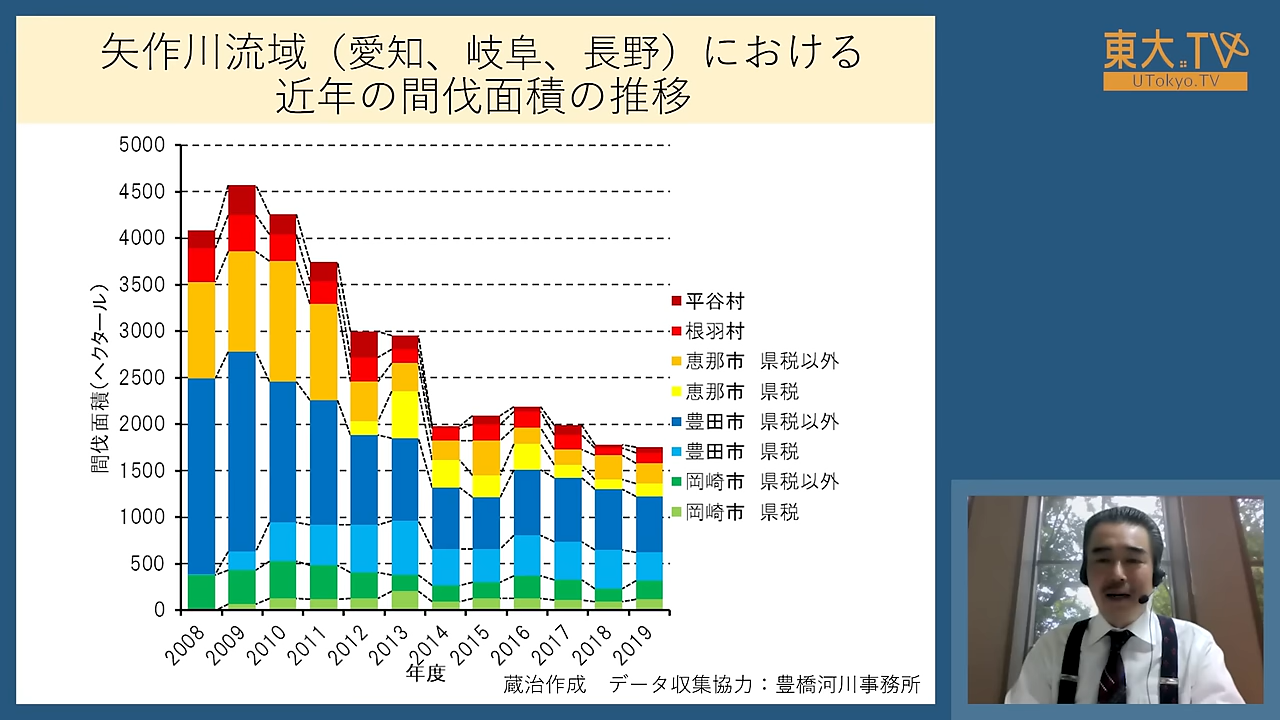 矢作川流域（愛知、岐阜、長野）における
近年の間伐面積の推移
東大.TV
UTokyo.TV
5000
4500
4000
3500
3000
2500
2000
1500
1000
500
0
間伐面積（ヘクタール）
2008
2009
2010
2011
2012
2013
2014
2015
2016
2017
2018
2019
年度
平谷村
根羽村
恵那市 県税以外
恵那市 県税
豊田市 県税以外
豊田市 県税
岡崎市 県税以外
岡崎市 県税
蔵治作成 データ収集協力：豊橋河川事務所